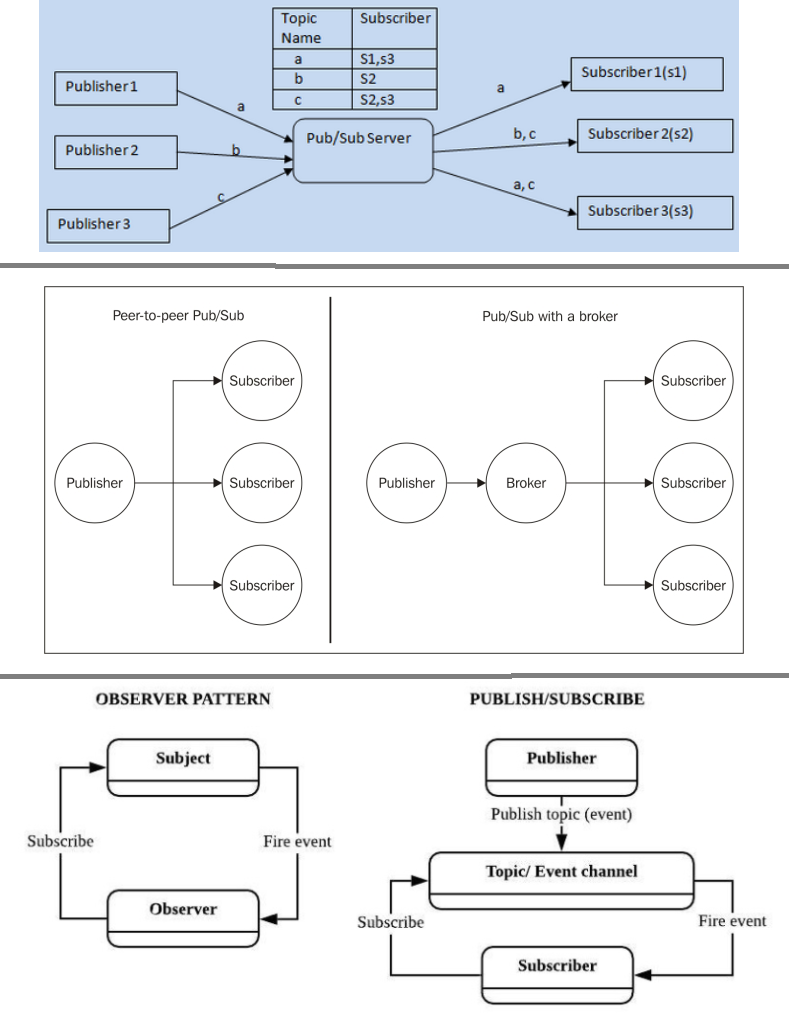 Topic Name
Subscriber
a
S1,s3
b
S2
c
S2,s3
Publisher 1
Publisher 2
Publisher 3
a
b
c
Pub/Sub Server
a
b, c
a, c
Subscriber 1(s1)
Subscriber 2(s2)
Subscriber 3(s3)
Peer-to-peer Pub/Sub
Publisher
Subscriber
Subscriber
Subscriber
Pub/Sub with a broker
Publisher
Broker
Subscriber
Subscriber
Subscriber
OBSERVER PATTERN
Subject
Subscribe
Fire event
Observer
PUBLISH/SUBSCRIBE
Publisher
Publish topic (event)
Topic/ Event channel
Subscribe
Fire event
Subscriber